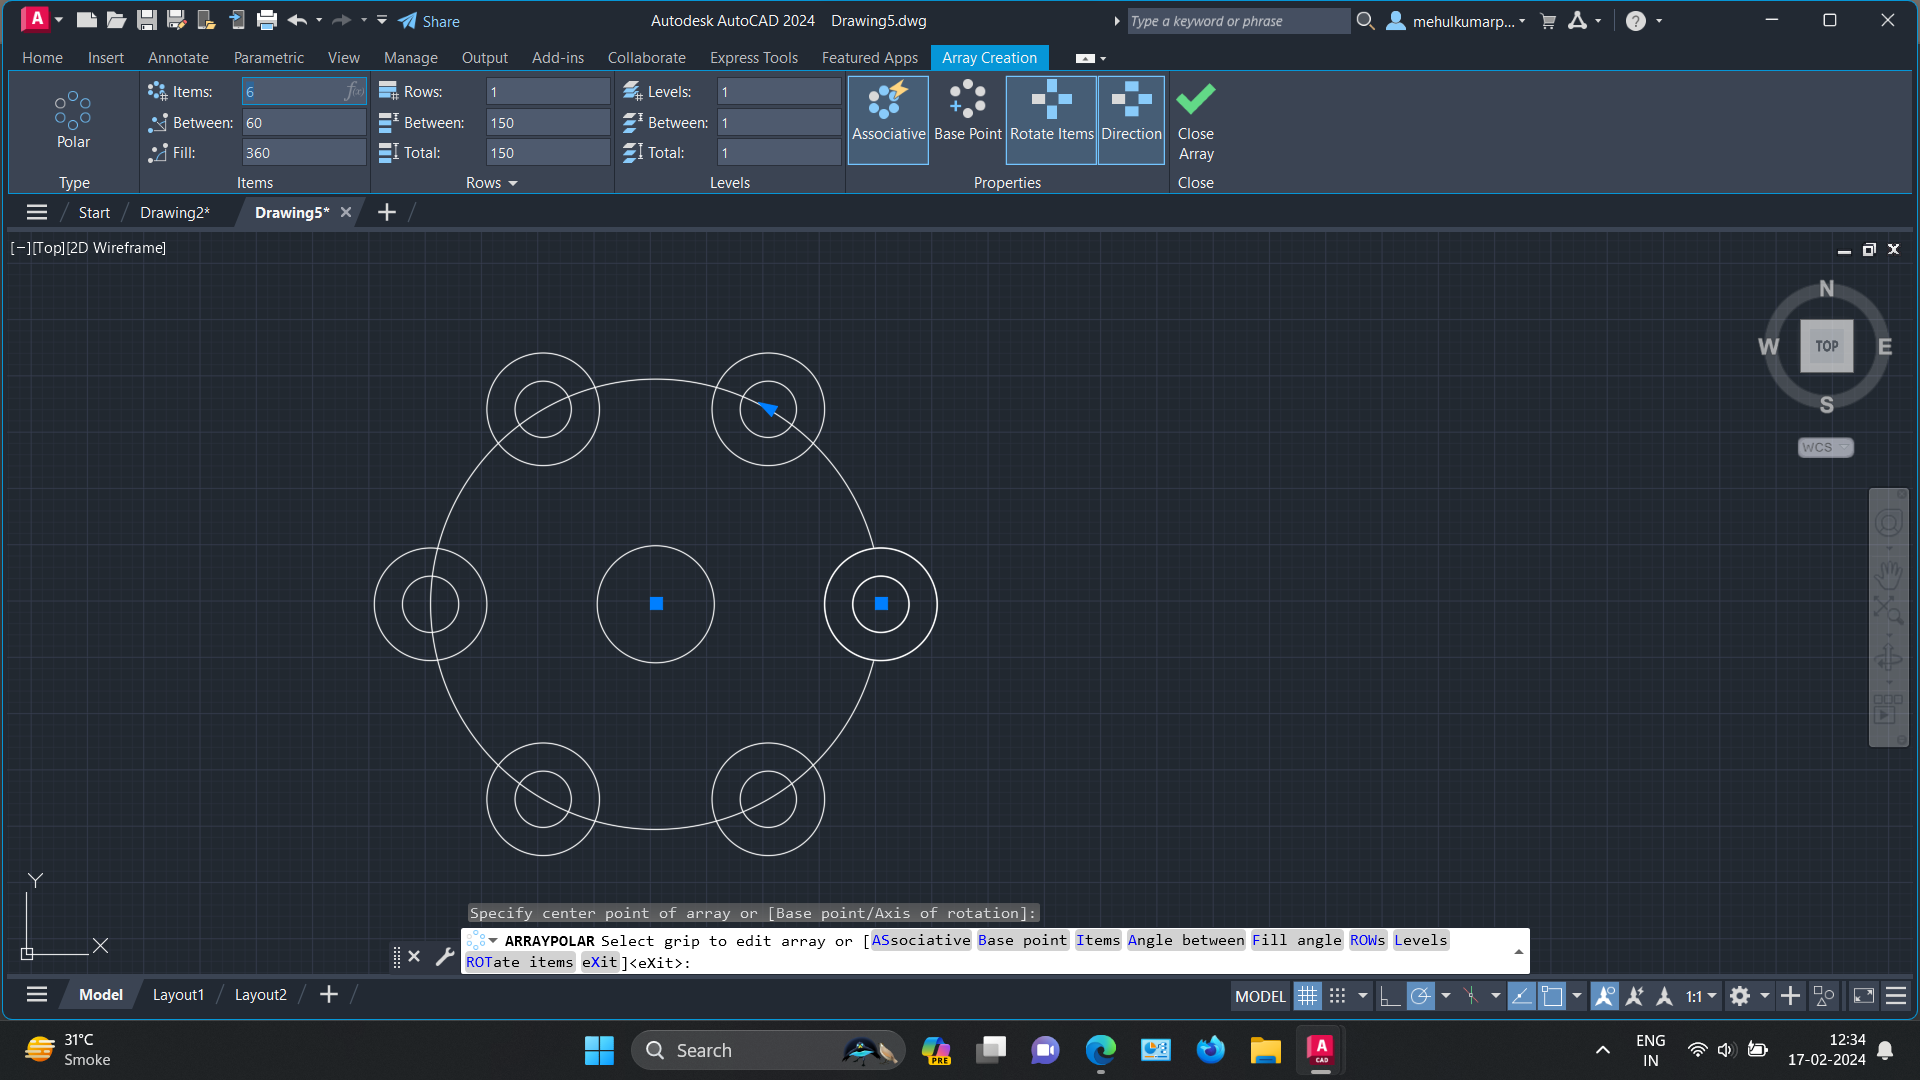 A Share Autodesk AutoCAD 2024 Drawing5.dwg Type a keyword or phrase mehulkumarp... ?
Home Insert Annotate Parametric View Manage Output Add-ins Collaborate Express Tools Featured Apps Array Creation
Items: 6 f(x) Rows: 1 Levels: 1
Between: 60 Between: 150 Between: 1
Fill: 360 Total: 150 Total: 1
Polar Associative Base Point Rotate Items Direction Close
Array
Type Items Rows Levels Properties Close
Start Drawing2* Drawing5*
[−][Top][2D Wireframe]
N
W TOP E
S
WCS
Y
X
Specify center point of array or [Base point/Axis of rotation]:
ARRAYPOLAR Select grip to edit array or [ASsociative Base point Items Angle between Fill angle ROWs Levels
ROTate items eXit]<eXit>:
Model Layout1 Layout2 MODEL 1:1
31°C
Smoke
Search
PRE
A
CAD
ENG
IN
12:34
17-02-2024